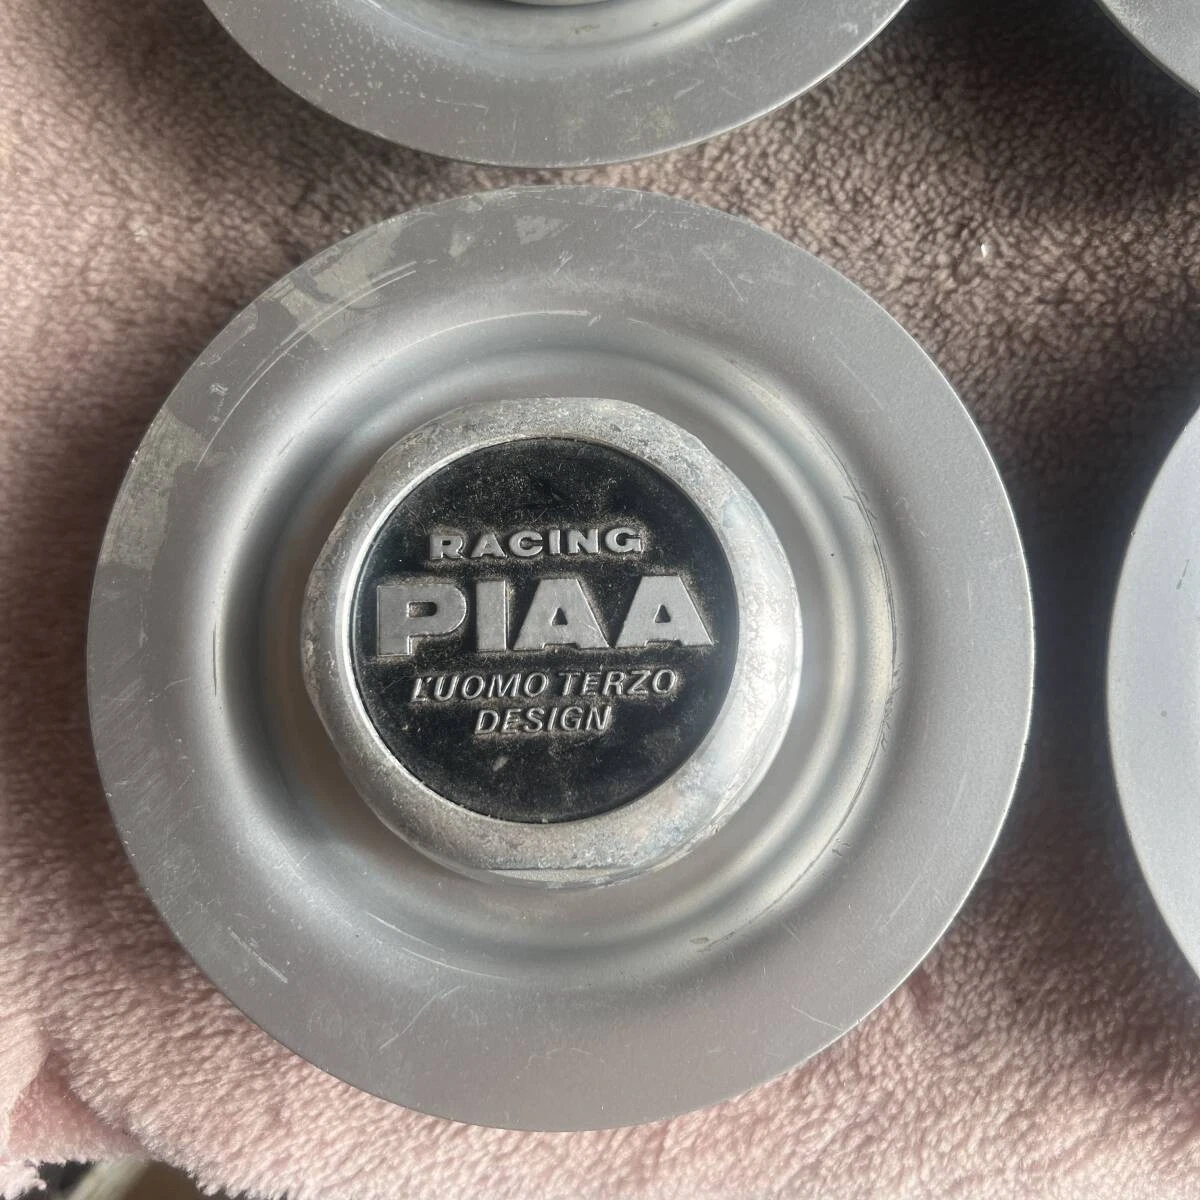 RACING
PIAA
L'UOMO TERZO
DESIGN